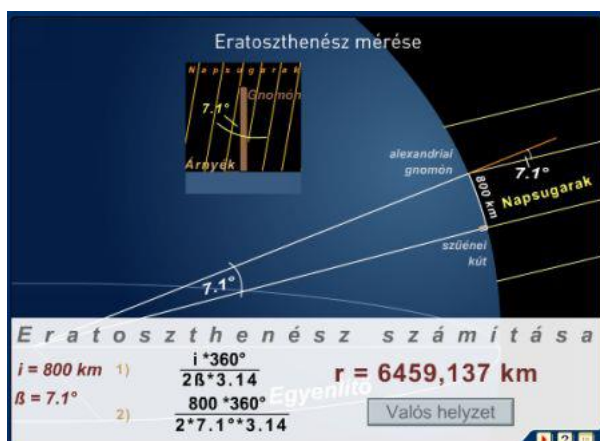 Eratoszthenész mérése
Napsugarak
Gnomón
7.1°
Árnyék
alexandriai
gnomón
7.1°
800 km
Napsugarak
szüénei
kút
7.1°
Eratoszthenész számítása
i = 800 km
ß = 7.1°
1)
i *360°
2ß*3.14
2)
800 *360°
2*7.1°*3.14
r = 6459,137 km
Egyenlítő
Valós helyzet
?